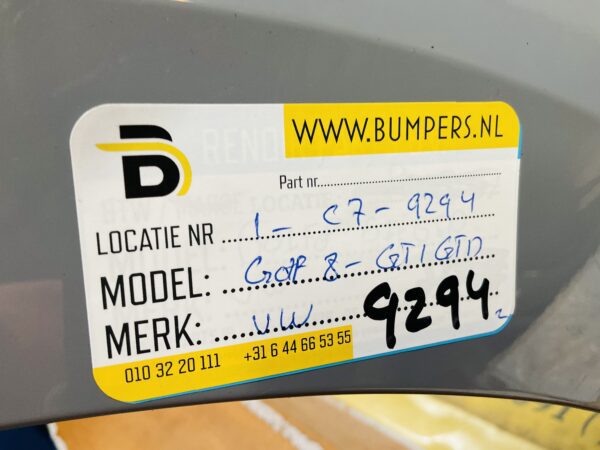 WWW.BUMPERS.NL
Part nr.
LOCATIE NR 1 - C7 - 9294
MODEL: Golf 8 - GTI GTD
MERK: VW 9294
010 32 20 111 +31 6 44 66 53 55